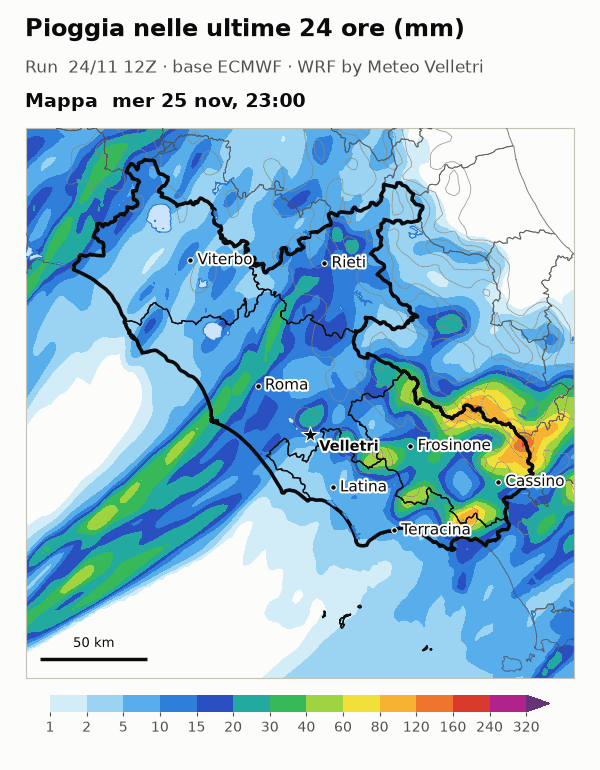 Pioggia nelle ultime 24 ore (mm)
Run  24/11 12Z · base ECMWF · WRF by Meteo Velletri
Mappa  mer 25 nov, 23:00
Viterbo
Rieti
Roma
Velletri
Frosinone
Cassino
Latina
Terracina
50 km
1 2 5 10 15 20 30 40 60 80 120 160 240 320